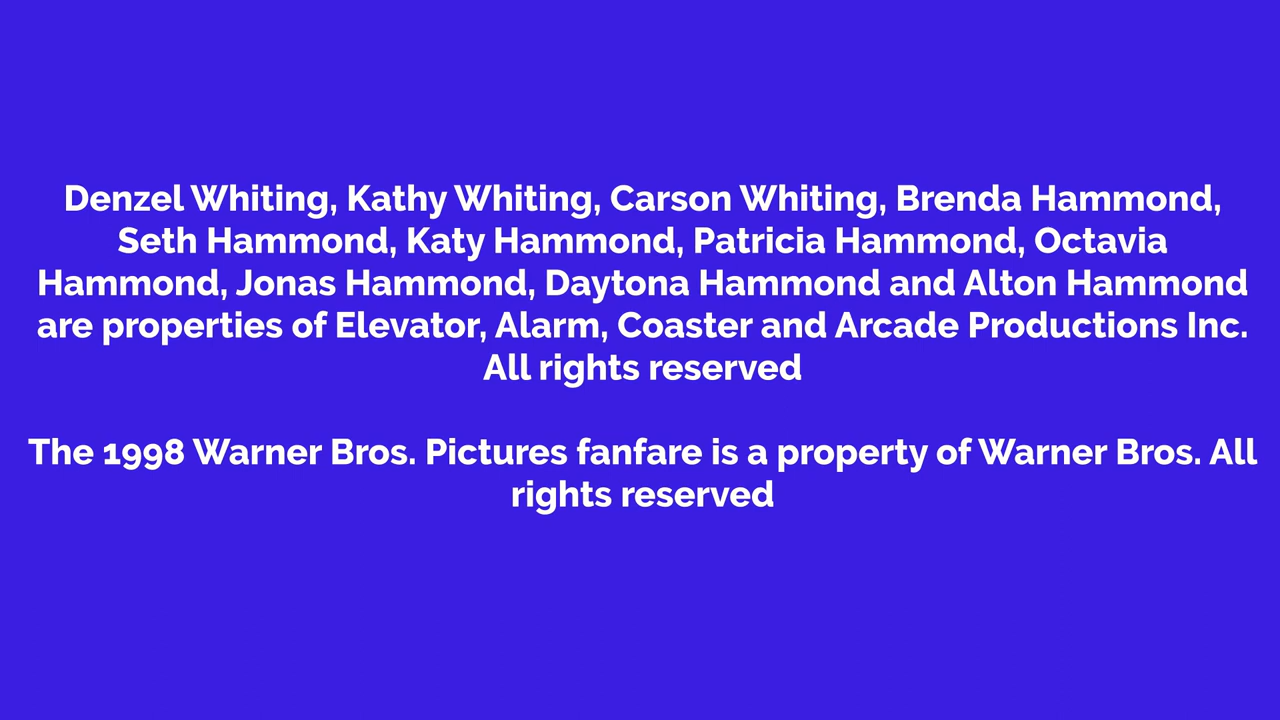 Denzel Whiting, Kathy Whiting, Carson Whiting, Brenda Hammond,
Seth Hammond, Katy Hammond, Patricia Hammond, Octavia
Hammond, Jonas Hammond, Daytona Hammond and Alton Hammond
are properties of Elevator, Alarm, Coaster and Arcade Productions Inc.
All rights reserved
The 1998 Warner Bros. Pictures fanfare is a property of Warner Bros. All
rights reserved